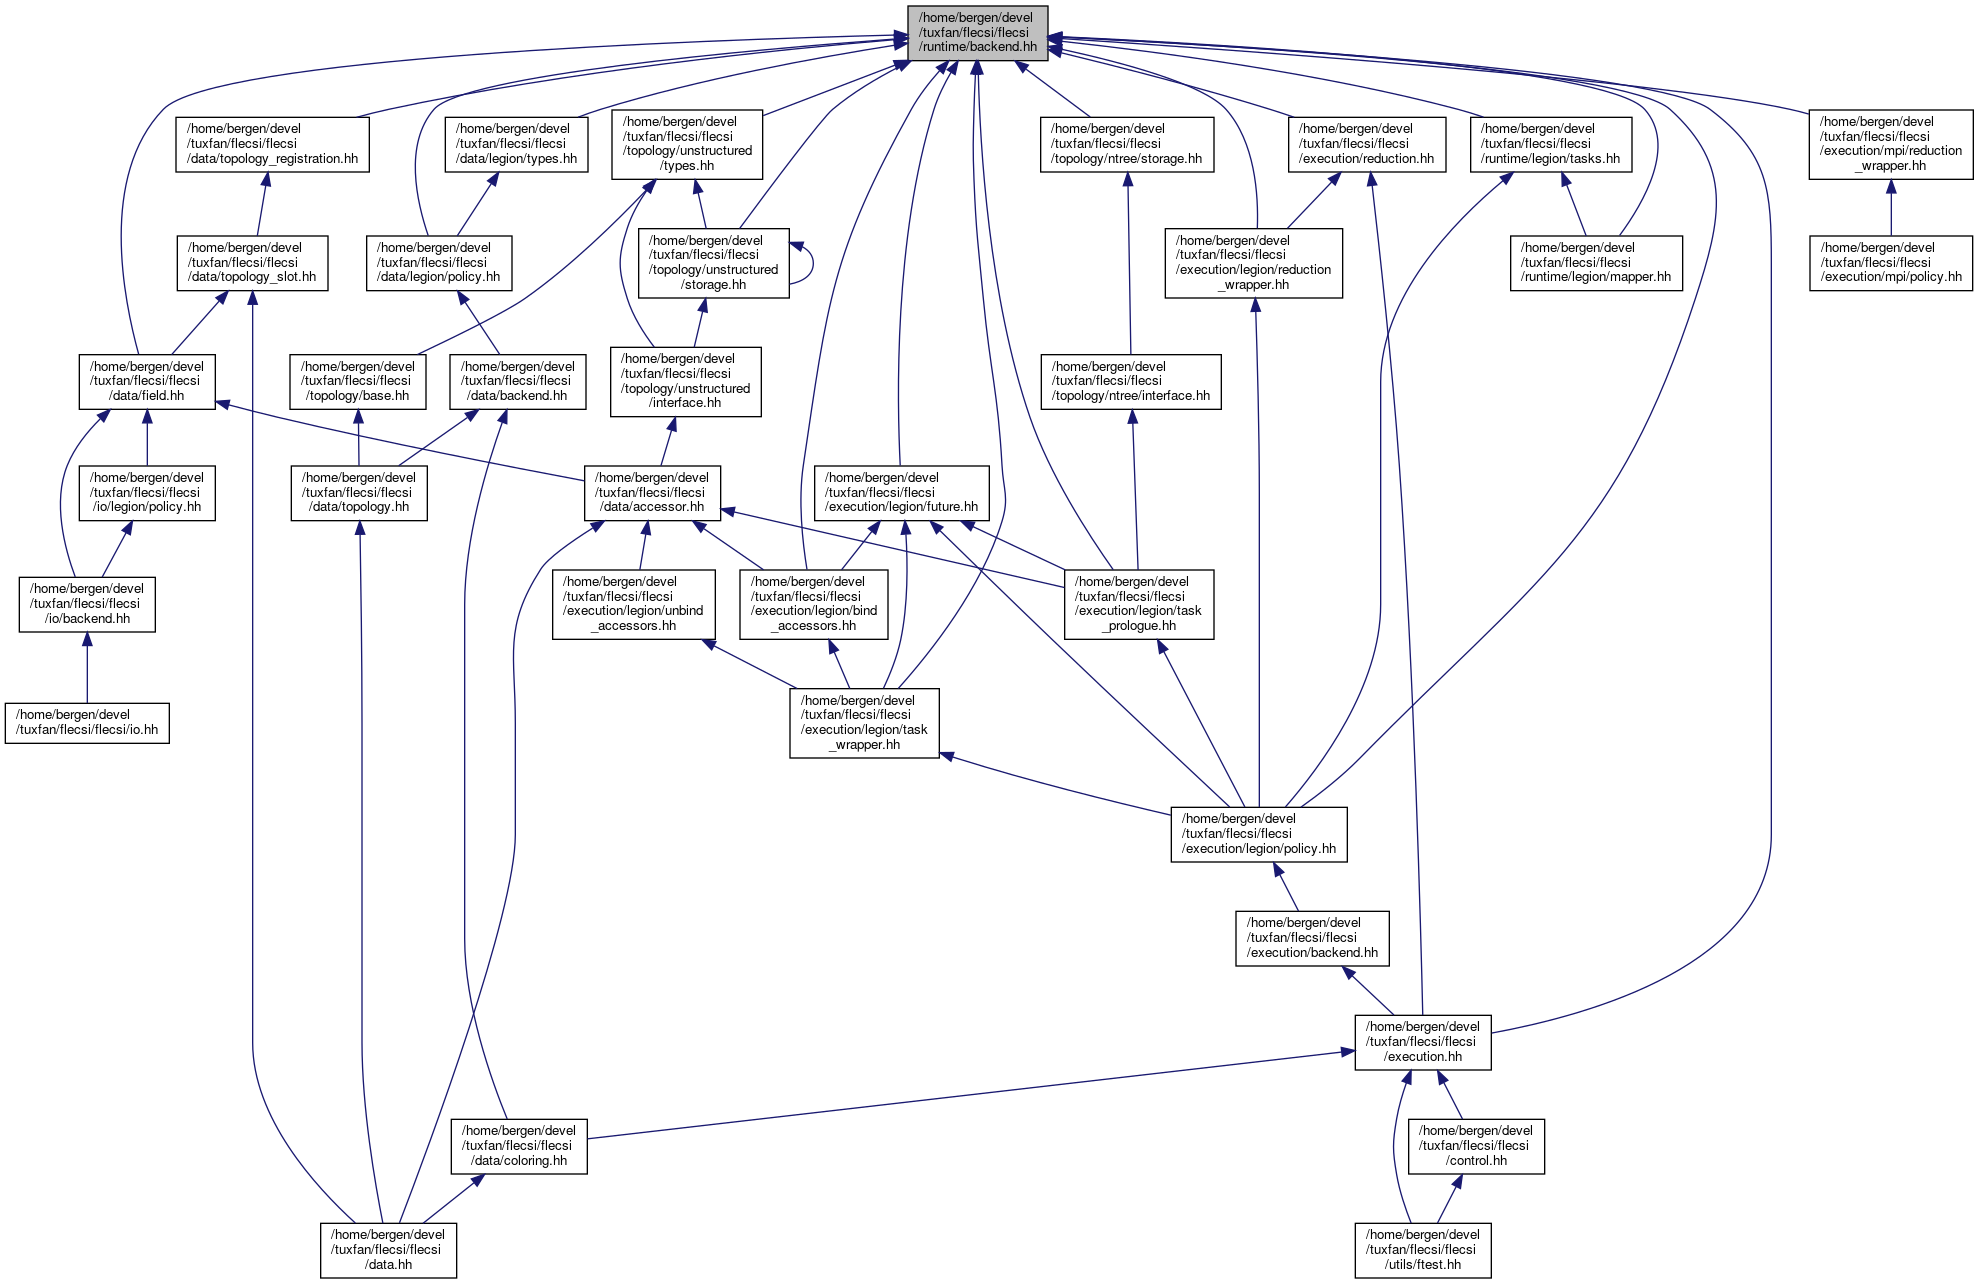 /home/bergen/devel
/tuxfan/flecsi/flecsi
/runtime/backend.hh
/home/bergen/devel
/tuxfan/flecsi/flecsi
/data/topology_registration.hh
/home/bergen/devel
/tuxfan/flecsi/flecsi
/data/legion/types.hh
/home/bergen/devel
/tuxfan/flecsi/flecsi
/topology/unstructured
/types.hh
/home/bergen/devel
/tuxfan/flecsi/flecsi
/topology/ntree/storage.hh
/home/bergen/devel
/tuxfan/flecsi/flecsi
/execution/reduction.hh
/home/bergen/devel
/tuxfan/flecsi/flecsi
/runtime/legion/tasks.hh
/home/bergen/devel
/tuxfan/flecsi/flecsi
/execution/mpi/reduction
_wrapper.hh
/home/bergen/devel
/tuxfan/flecsi/flecsi
/data/topology_slot.hh
/home/bergen/devel
/tuxfan/flecsi/flecsi
/data/legion/policy.hh
/home/bergen/devel
/tuxfan/flecsi/flecsi
/topology/unstructured
/storage.hh
/home/bergen/devel
/tuxfan/flecsi/flecsi
/execution/legion/reduction
_wrapper.hh
/home/bergen/devel
/tuxfan/flecsi/flecsi
/runtime/legion/mapper.hh
/home/bergen/devel
/tuxfan/flecsi/flecsi
/execution/mpi/policy.hh
/home/bergen/devel
/tuxfan/flecsi/flecsi
/data/field.hh
/home/bergen/devel
/tuxfan/flecsi/flecsi
/topology/base.hh
/home/bergen/devel
/tuxfan/flecsi/flecsi
/data/backend.hh
/home/bergen/devel
/tuxfan/flecsi/flecsi
/topology/unstructured
/interface.hh
/home/bergen/devel
/tuxfan/flecsi/flecsi
/topology/ntree/interface.hh
/home/bergen/devel
/tuxfan/flecsi/flecsi
/io/legion/policy.hh
/home/bergen/devel
/tuxfan/flecsi/flecsi
/data/topology.hh
/home/bergen/devel
/tuxfan/flecsi/flecsi
/data/accessor.hh
/home/bergen/devel
/tuxfan/flecsi/flecsi
/execution/legion/future.hh
/home/bergen/devel
/tuxfan/flecsi/flecsi
/io/backend.hh
/home/bergen/devel
/tuxfan/flecsi/flecsi
/execution/legion/unbind
_accessors.hh
/home/bergen/devel
/tuxfan/flecsi/flecsi
/execution/legion/bind
_accessors.hh
/home/bergen/devel
/tuxfan/flecsi/flecsi
/execution/legion/task
_prologue.hh
/home/bergen/devel
/tuxfan/flecsi/flecsi/io.hh
/home/bergen/devel
/tuxfan/flecsi/flecsi
/execution/legion/task
_wrapper.hh
/home/bergen/devel
/tuxfan/flecsi/flecsi
/execution/legion/policy.hh
/home/bergen/devel
/tuxfan/flecsi/flecsi
/execution/backend.hh
/home/bergen/devel
/tuxfan/flecsi/flecsi
/execution.hh
/home/bergen/devel
/tuxfan/flecsi/flecsi
/data/coloring.hh
/home/bergen/devel
/tuxfan/flecsi/flecsi
/control.hh
/home/bergen/devel
/tuxfan/flecsi/flecsi
/data.hh
/home/bergen/devel
/tuxfan/flecsi/flecsi
/utils/ftest.hh